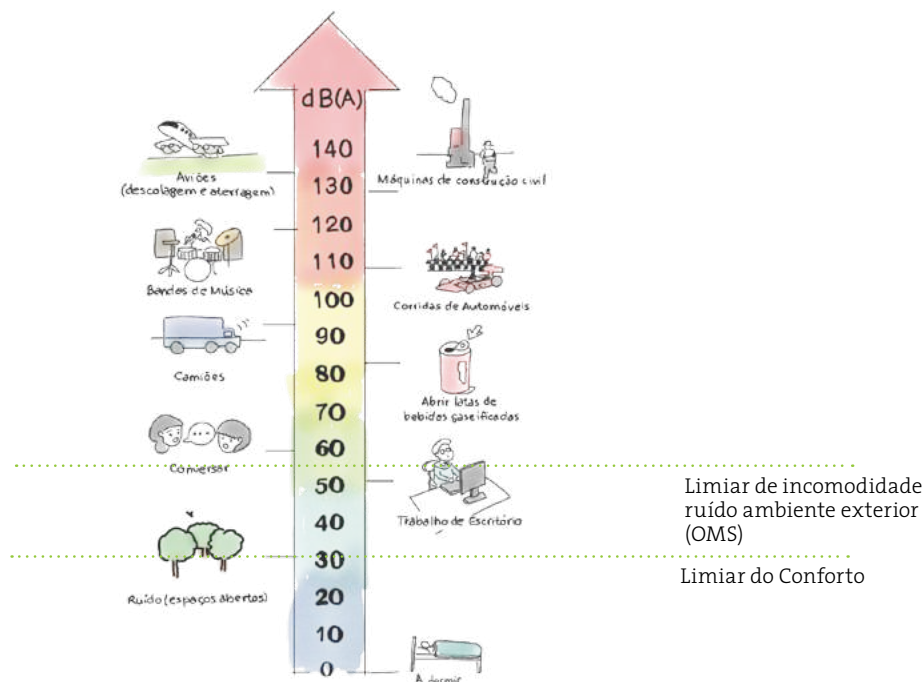 dB(A)
140
130
120
110
100
90
80
70
60
50
40
30
20
10
0
Aviões
(descolagem e aterragem)
Bandas de Música
Camiões
Conversar
Ruído (espaços abertos)
Máquinas de construção civil
Corridas de Automóveis
Abrir latas de
bebidas gaseificadas
Trabalho de Escritório
A dormir
Limiar de incomodidade
ruído ambiente exterior
(OMS)
Limiar do Conforto